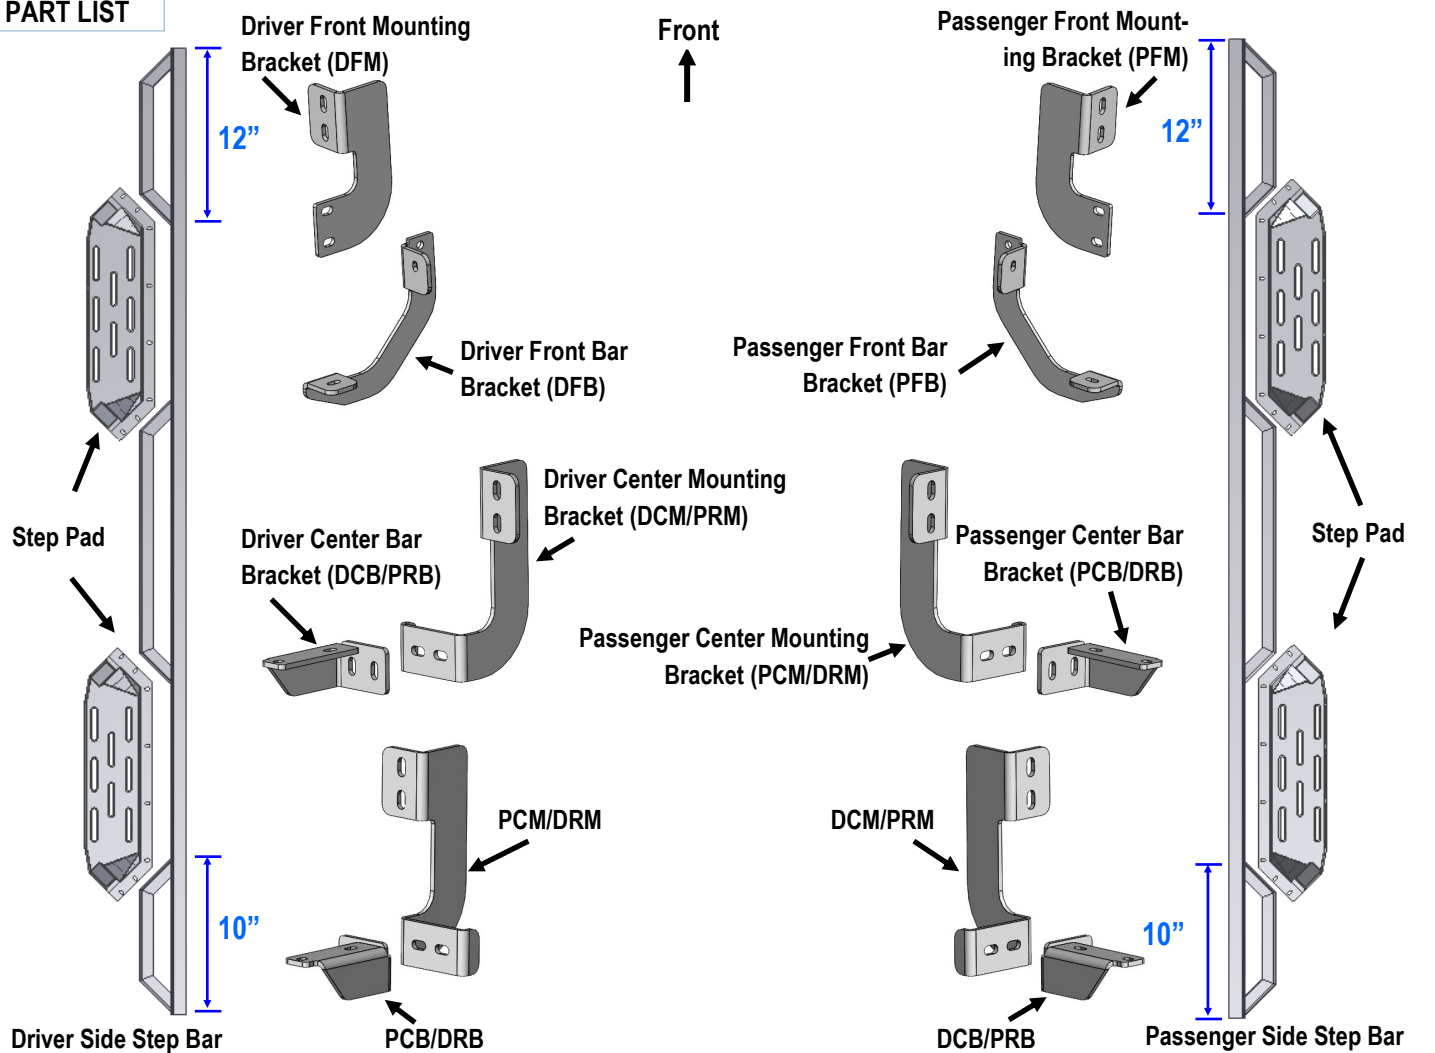 PART LIST
Driver Front Mounting
Bracket (DFM)
Front
Passenger Front Mount-
ing Bracket (PFM)
12”
12”
Driver Front Bar
Bracket (DFB)
Passenger Front Bar
Bracket (PFB)
Driver Center Mounting
Bracket (DCM/PRM)
Step Pad
Driver Center Bar
Bracket (DCB/PRB)
Passenger Center Bar
Bracket (PCB/DRB)
Step Pad
Passenger Center Mounting
Bracket (PCM/DRM)
PCM/DRM
DCM/PRM
10”
10”
Driver Side Step Bar
PCB/DRB
DCB/PRB
Passenger Side Step Bar